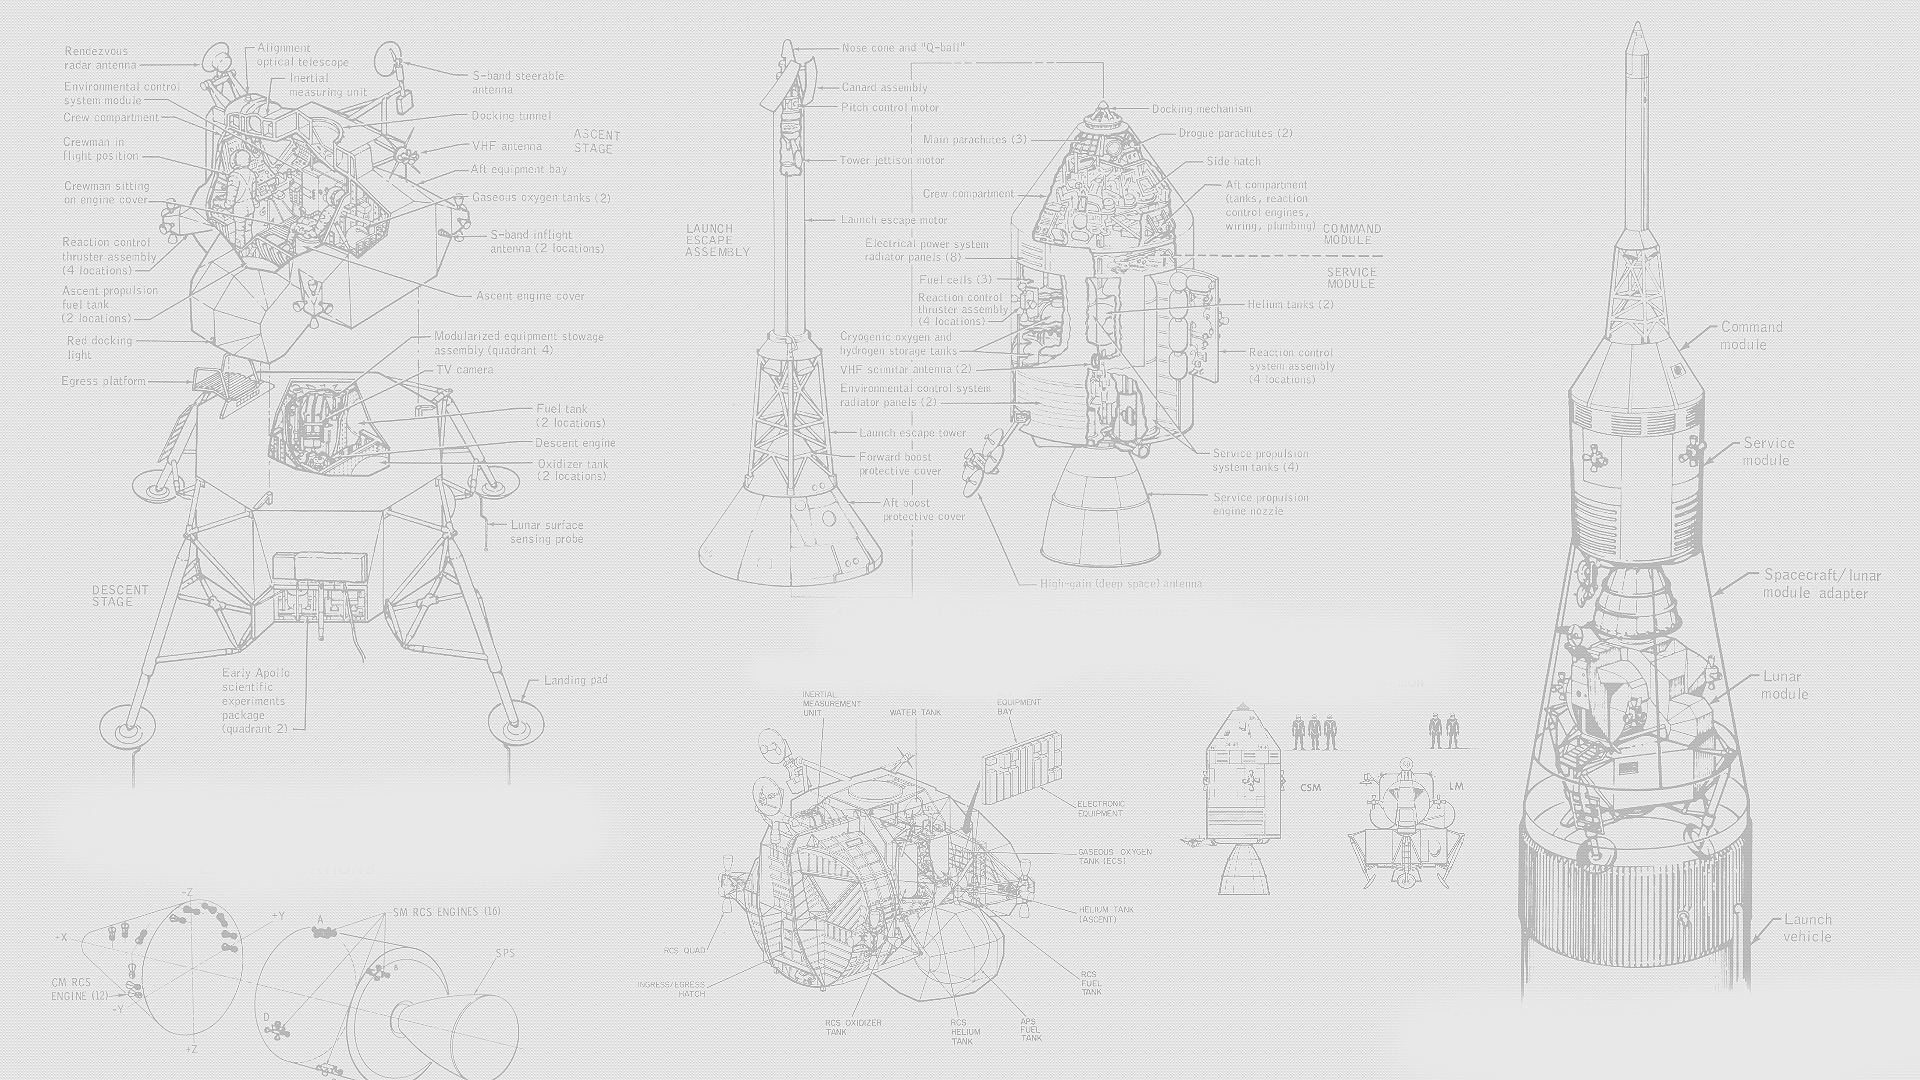 Rendezvous
radar antenna
Alignment
optical telescope
Inertial
measuring unit
Environmental control
system module
Crew compartment
Crewman in
flight position
Crewman sitting
on engine cover
Reaction control
thruster assembly
(4 locations)
Ascent propulsion
fuel tank
(2 locations)
Red docking
light
Egress platform
S-band steerable
antenna
Docking tunnel
ASCENT
STAGE
VHF antenna
Aft equipment bay
Gaseous oxygen tanks (2)
S-band inflight
antenna (2 locations)
Ascent engine cover
Modularized equipment stowage
assembly (quadrant 4)
TV camera
Fuel tank
(2 locations)
Descent engine
Oxidizer tank
(2 locations)
Lunar surface
sensing probe
DESCENT
STAGE
Early Apollo
scientific
experiments
package
(quadrant 2)
Landing pad
Nose cone and "Q-ball"
Canard assembly
Pitch control motor
Tower jettison motor
Launch escape motor
LAUNCH
ESCAPE
ASSEMBLY
Launch escape tower
Forward boost
protective cover
Aft boost
protective cover
Docking mechanism
Main parachutes (3)
Drogue parachutes (2)
Side hatch
Crew compartment
Aft compartment
(tanks, reaction
control engines,
wiring, plumbing)
COMMAND
MODULE
SERVICE
MODULE
Electrical power system
radiator panels (8)
Fuel cells (3)
Reaction control
thruster assembly
(4 locations)
Cryogenic oxygen and
hydrogen storage tanks
VHF scimitar antenna (2)
Environmental control system
radiator panels (2)
Helium tanks (2)
Reaction control
system assembly
(4 locations)
Service propulsion
system tanks (4)
Service propulsion
engine nozzle
High-gain (deep space) antenna
Command
module
Service
module
Spacecraft/lunar
module adapter
Lunar
module
Launch
vehicle
INERTIAL
MEASUREMENT
UNIT
WATER TANK
EQUIPMENT
BAY
ELECTRONIC
EQUIPMENT
GASEOUS OXYGEN
TANK (ECS)
HELIUM TANK
(ASCENT)
RCS
FUEL
TANK
APS
FUEL
TANK
RCS
HELIUM
TANK
RCS OXIDIZER
TANK
INGRESS/EGRESS
HATCH
RCS QUAD
CSM
LM
-Z
+Y
+X
A
SM RCS ENGINES (16)
SPS
B
CM RCS
ENGINE (12)
-Y
D
+Z